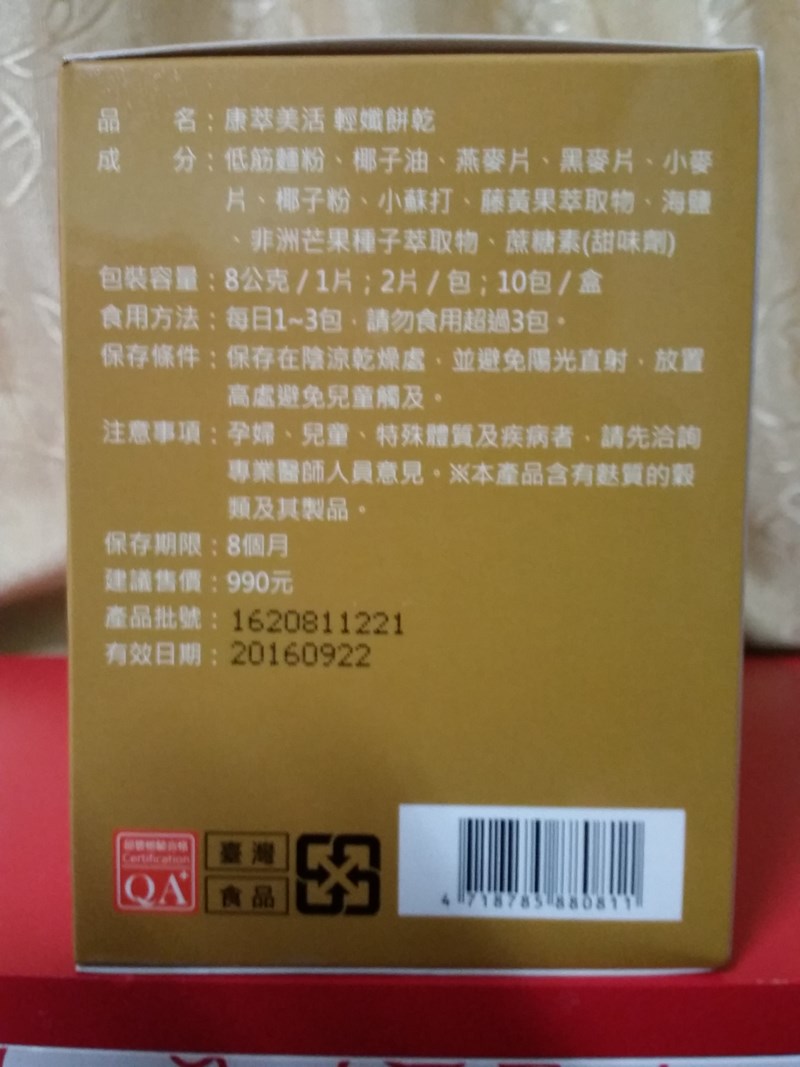 品 名：康萃美活 輕孅餅乾
成 分：低筋麵粉、椰子油、燕麥片、黑麥片、小麥
片、椰子粉、小蘇打、藤黃果萃取物、海鹽
、非洲芒果種子萃取物、蔗糖素(甜味劑)
包裝容量：8公克/1片；2片/包；10包/盒
食用方法：每日1~3包，請勿食用超過3包。
保存條件：保存在陰涼乾燥處，並避免陽光直射，放置
高處避免兒童觸及。
注意事項：孕婦、兒童、特殊體質及疾病者，請先洽詢
專業醫師人員意見。※本產品含有麩質的穀
類及其製品。
保存期限：8個月
建議售價：990元
產品批號：1620811221
有效日期：20160922
Certification
QA+
臺灣
食品
4 718785 880811